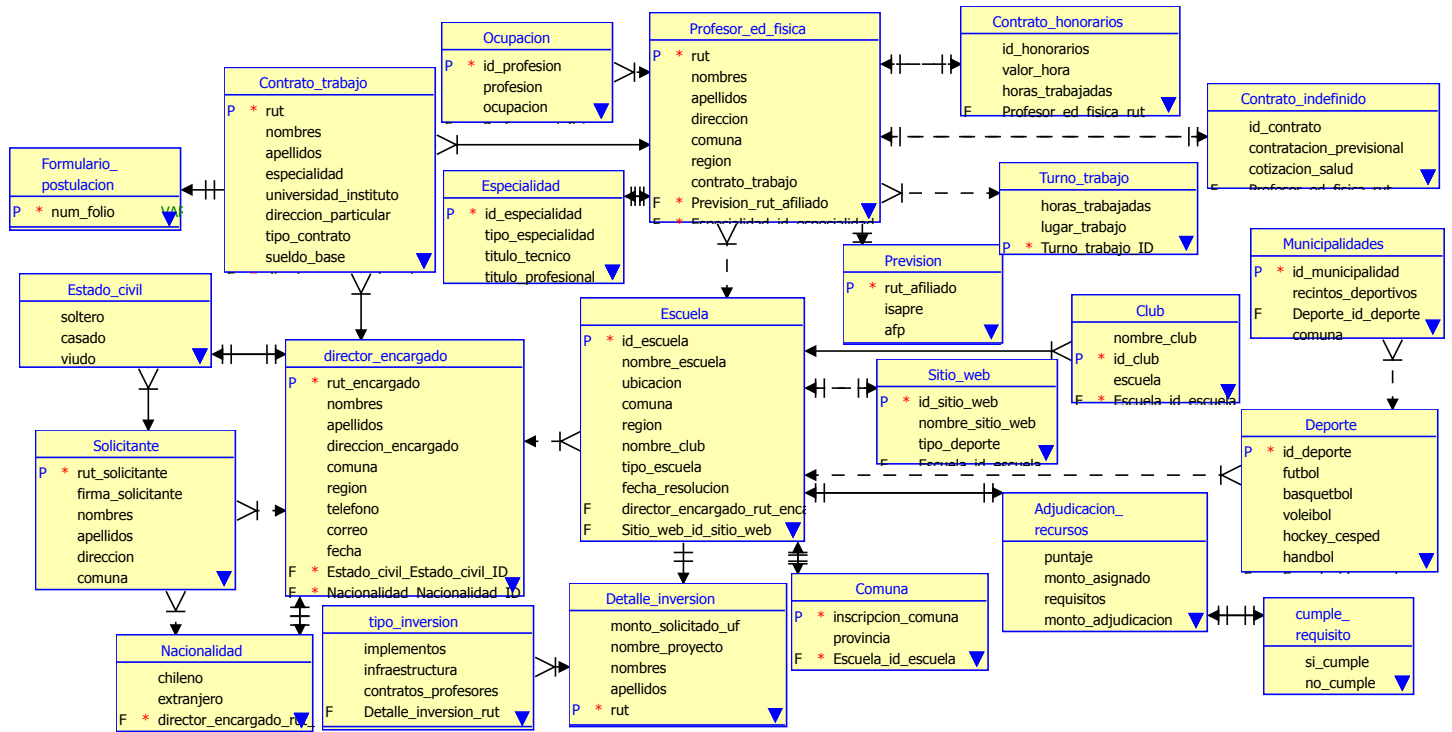 Ocupacion
P * id_profesion
profesion
ocupacion
Profesor_ed_fisica
P * rut
nombres
apellidos
direccion
comuna
region
contrato_trabajo
F * Prevision_rut_afiliado
F * Especialidad_id_especialidad
Contrato_honorarios
id_honorarios
valor_hora
horas_trabajadas
F Profesor_ed_fisica_rut
Contrato_indefinido
id_contrato
contratacion_previsional
cotizacion_salud
F Profesor_ed_fisica_rut
Contrato_trabajo
P * rut
nombres
apellidos
especialidad
universidad_instituto
direccion_particular
tipo_contrato
sueldo_base
Formulario_
postulacion
P * num_folio
Especialidad
P * id_especialidad
tipo_especialidad
titulo_tecnico
titulo_profesional
Turno_trabajo
horas_trabajadas
lugar_trabajo
P * Turno_trabajo_ID
Prevision
P * rut_afiliado
isapre
afp
Municipalidades
P * id_municipalidad
recintos_deportivos
F Deporte_id_deporte
comuna
Estado_civil
soltero
casado
viudo
director_encargado
P * rut_encargado
nombres
apellidos
direccion_encargado
comuna
region
telefono
correo
fecha
F * Estado_civil_Estado_civil_ID
F * Nacionalidad_Nacionalidad_ID
Escuela
P * id_escuela
nombre_escuela
ubicacion
comuna
region
nombre_club
tipo_escuela
fecha_resolucion
F director_encargado_rut_enca
F Sitio_web_id_sitio_web
Club
nombre_club
P * id_club
escuela
F * Escuela_id_escuela
Sitio_web
P * id_sitio_web
nombre_sitio_web
tipo_deporte
F Escuela_id_escuela
Deporte
P * id_deporte
futbol
basquetbol
voleibol
hockey_cesped
handbol
Solicitante
P * rut_solicitante
firma_solicitante
nombres
apellidos
direccion
comuna
Adjudicacion_
recursos
puntaje
monto_asignado
requisitos
monto_adjudicacion
Comuna
P * inscripcion_comuna
provincia
F * Escuela_id_escuela
Detalle_inversion
monto_solicitado_uf
nombre_proyecto
nombres
apellidos
P * rut
tipo_inversion
implementos
infraestructura
contratos_profesores
F Detalle_inversion_rut
Nacionalidad
chileno
extranjero
F * director_encargado_rut_
cumple_
requisito
si_cumple
no_cumple